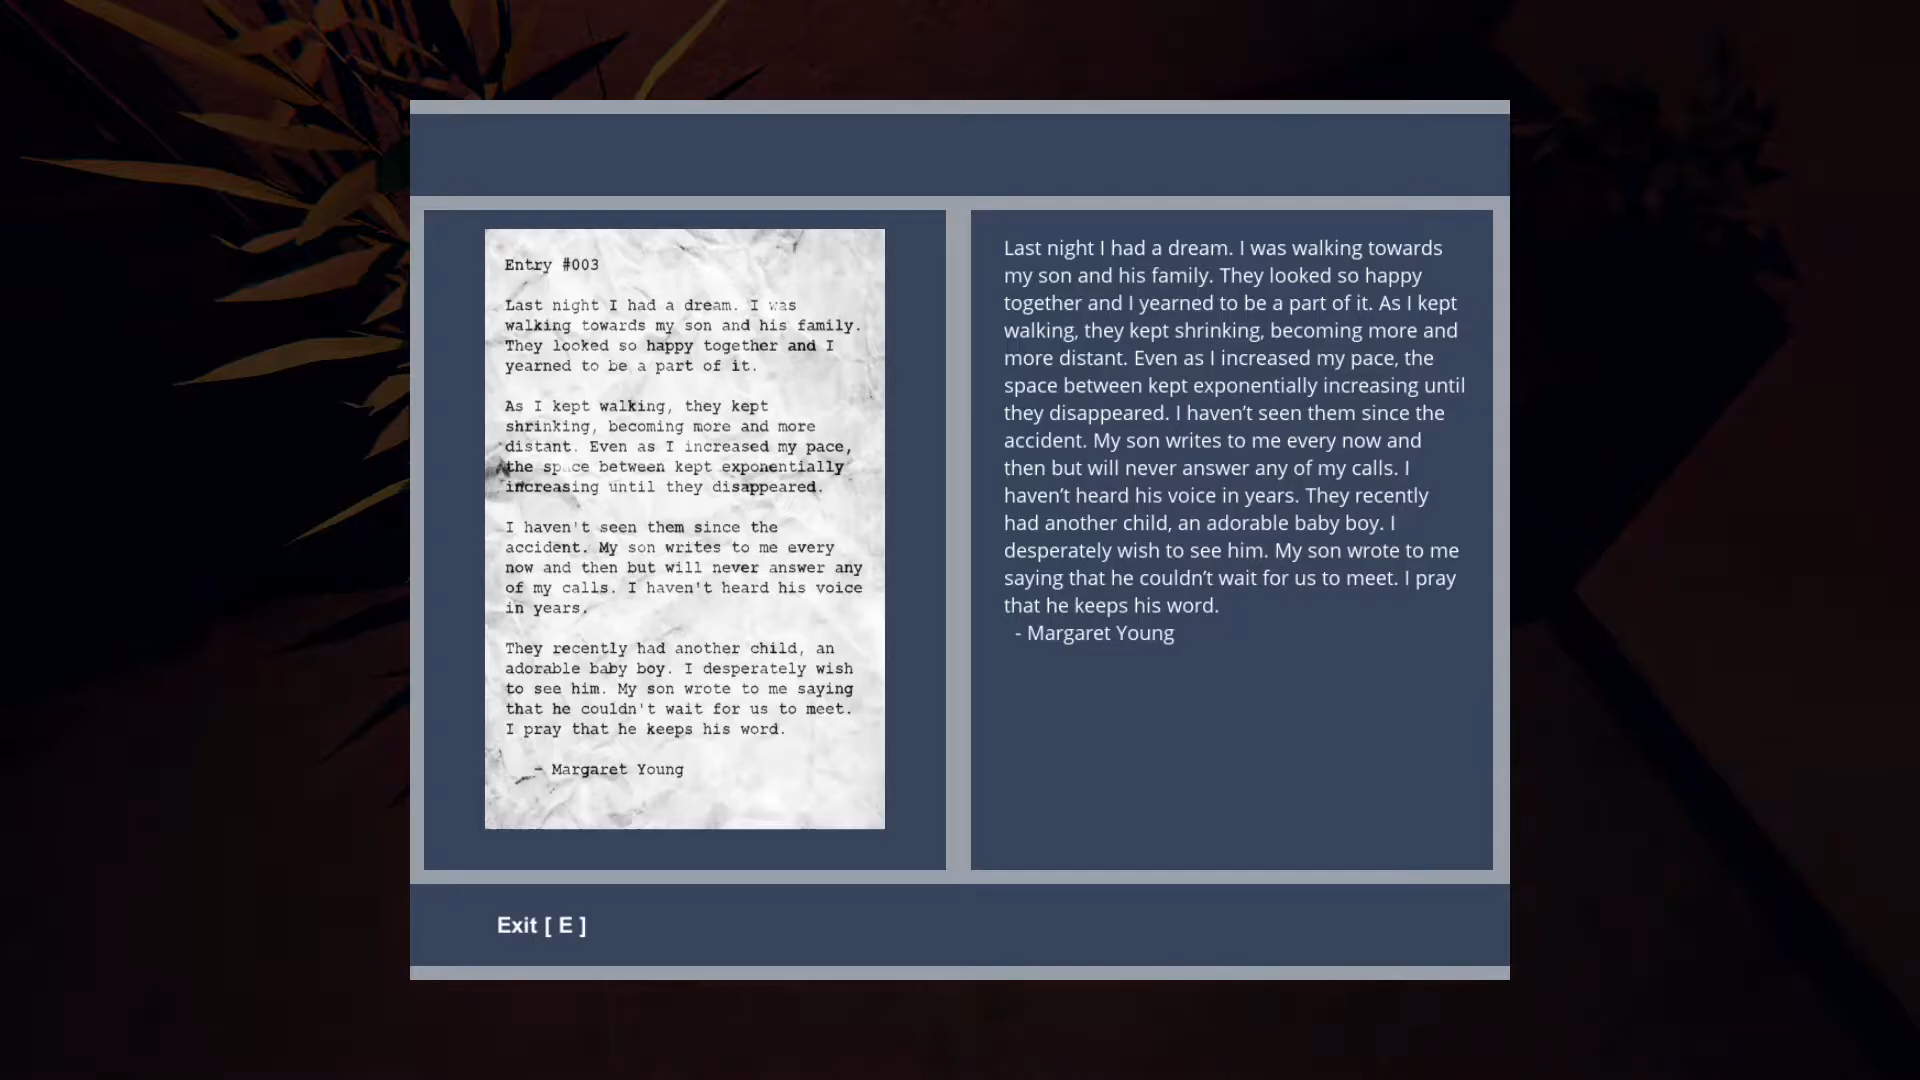 Entry #003
Last night I had a dream. I was
walking towards my son and his family.
They looked so happy together and I
yearned to be a part of it.
As I kept walking, they kept
shrinking, becoming more and more
distant. Even as I increased my pace,
the space between kept exponentially
increasing until they disappeared.
I haven't seen them since the
accident. My son writes to me every
now and then but will never answer any
of my calls. I haven't heard his voice
in years.
They recently had another child, an
adorable baby boy. I desperately wish
to see him. My son wrote to me saying
that he couldn't wait for us to meet.
I pray that he keeps his word.
- Margaret Young
Last night I had a dream. I was walking towards
my son and his family. They looked so happy
together and I yearned to be a part of it. As I kept
walking, they kept shrinking, becoming more and
more distant. Even as I increased my pace, the
space between kept exponentially increasing until
they disappeared. I haven’t seen them since the
accident. My son writes to me every now and
then but will never answer any of my calls. I
haven’t heard his voice in years. They recently
had another child, an adorable baby boy. I
desperately wish to see him. My son wrote to me
saying that he couldn’t wait for us to meet. I pray
that he keeps his word.
- Margaret Young
Exit [ E ]